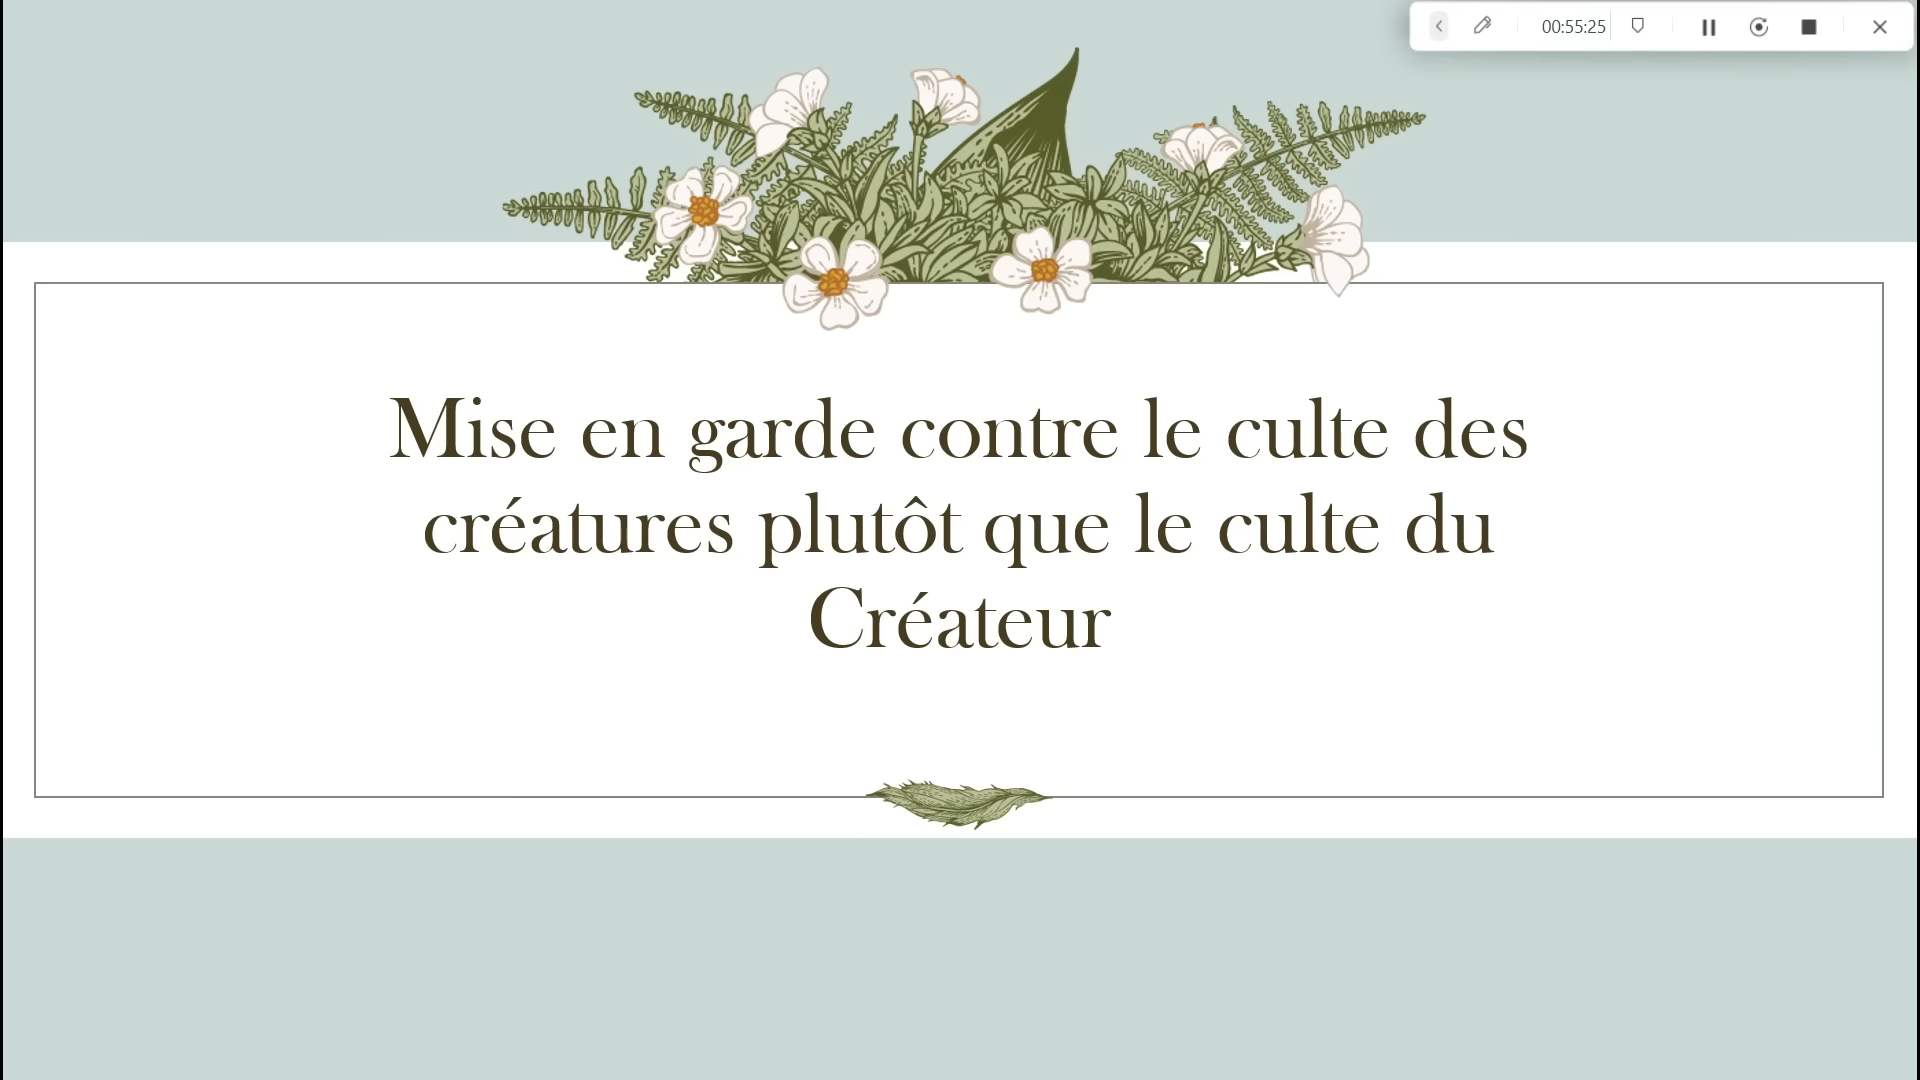 00:55:25
Mise en garde contre le culte des
créatures plutôt que le culte du
Créateur